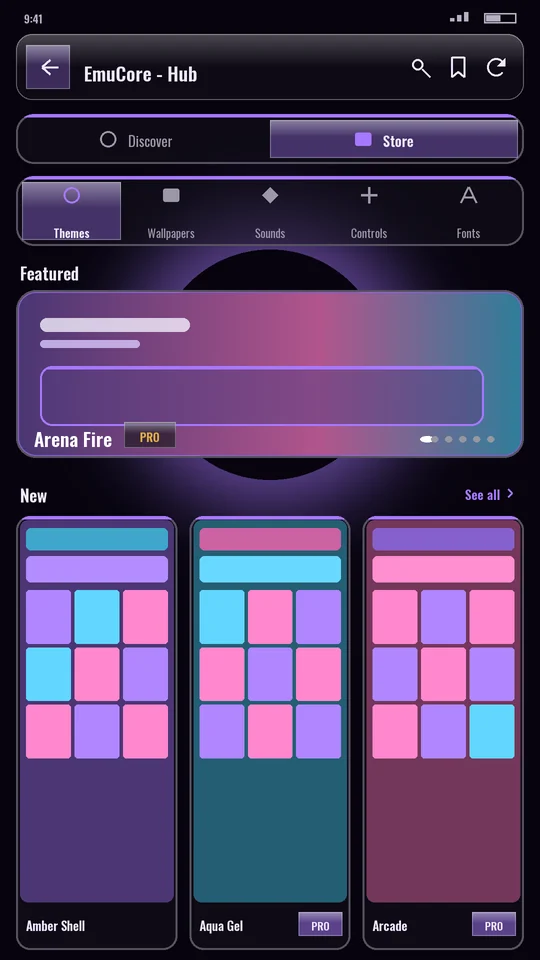 9:41
EmuCore - Hub
Discover
Store
Themes
Wallpapers
Sounds
Controls
Fonts
Featured
Arena Fire
PRO
New
See all
Amber Shell
Aqua Gel
PRO
Arcade
PRO